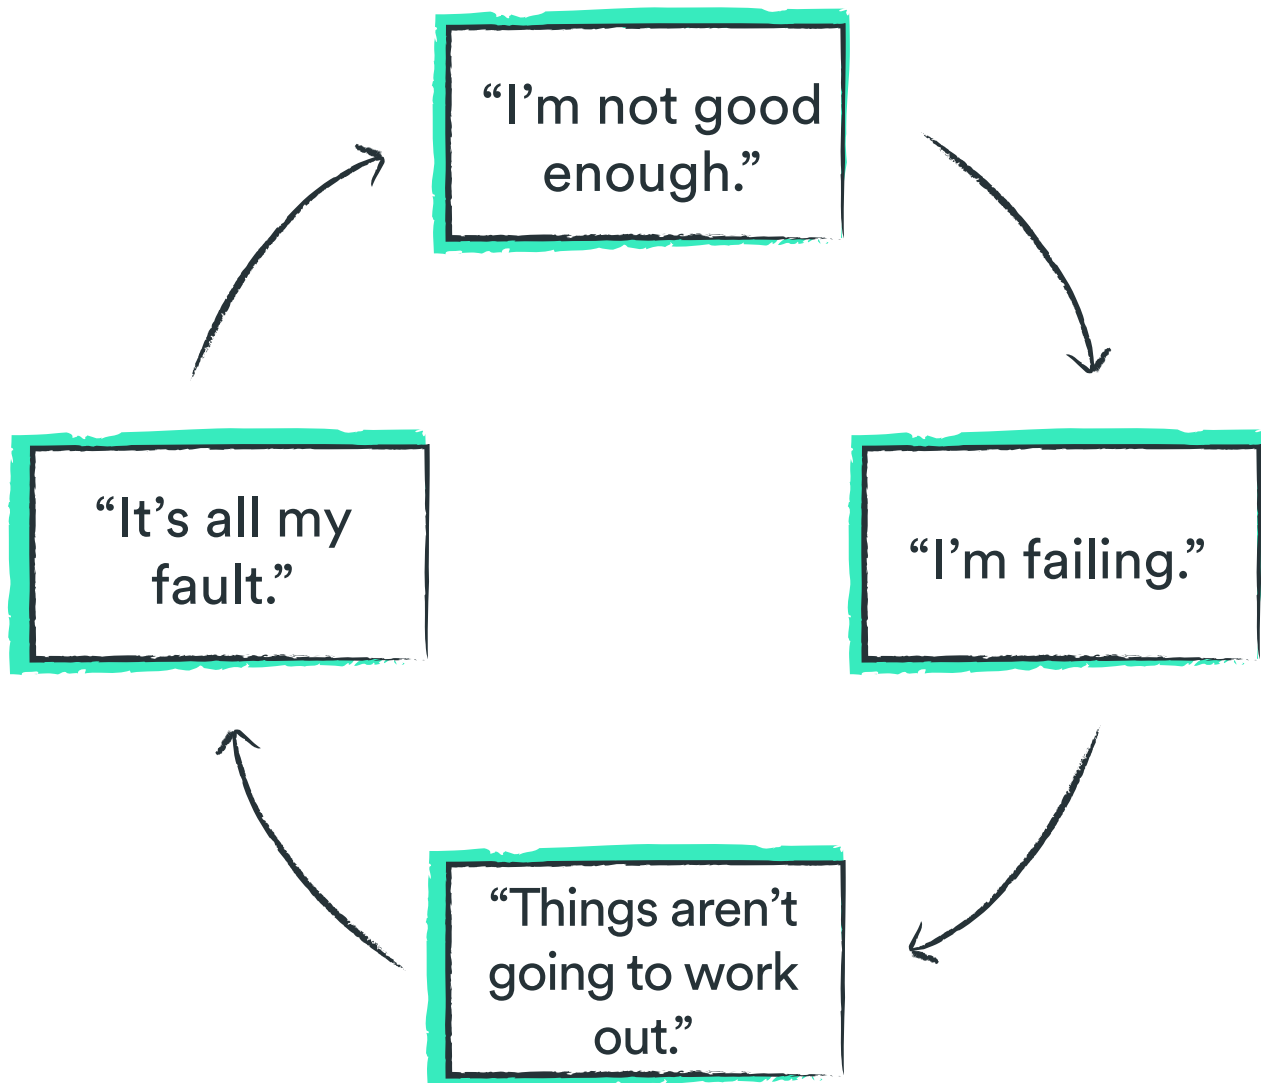 “I’m not good
enough.”
“I’m failing.”
“Things aren’t
going to work
out.”
“It’s all my
fault.”